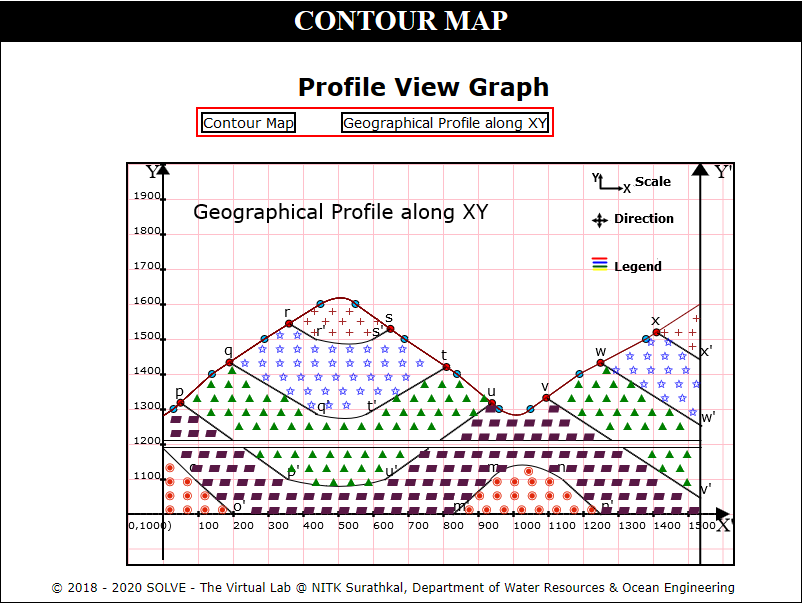 CONTOUR MAP
Profile View Graph
Contour Map Geographical Profile along XY
Y Y'
1900
Y X Scale
Geographical Profile along XY
Direction
1800
1700
Legend
1600
r s x
1500
r' s' x'
q t w
1400
p u v
1300
q' t' w'
1200
o p' u' m n
1100
v'
o' m' n'
0,1000) 100 200 300 400 500 600 700 800 900 1000 1100 1200 1300 1400 1500 X'
© 2018 - 2020 SOLVE - The Virtual Lab @ NITK Surathkal, Department of Water Resources & Ocean Engineering